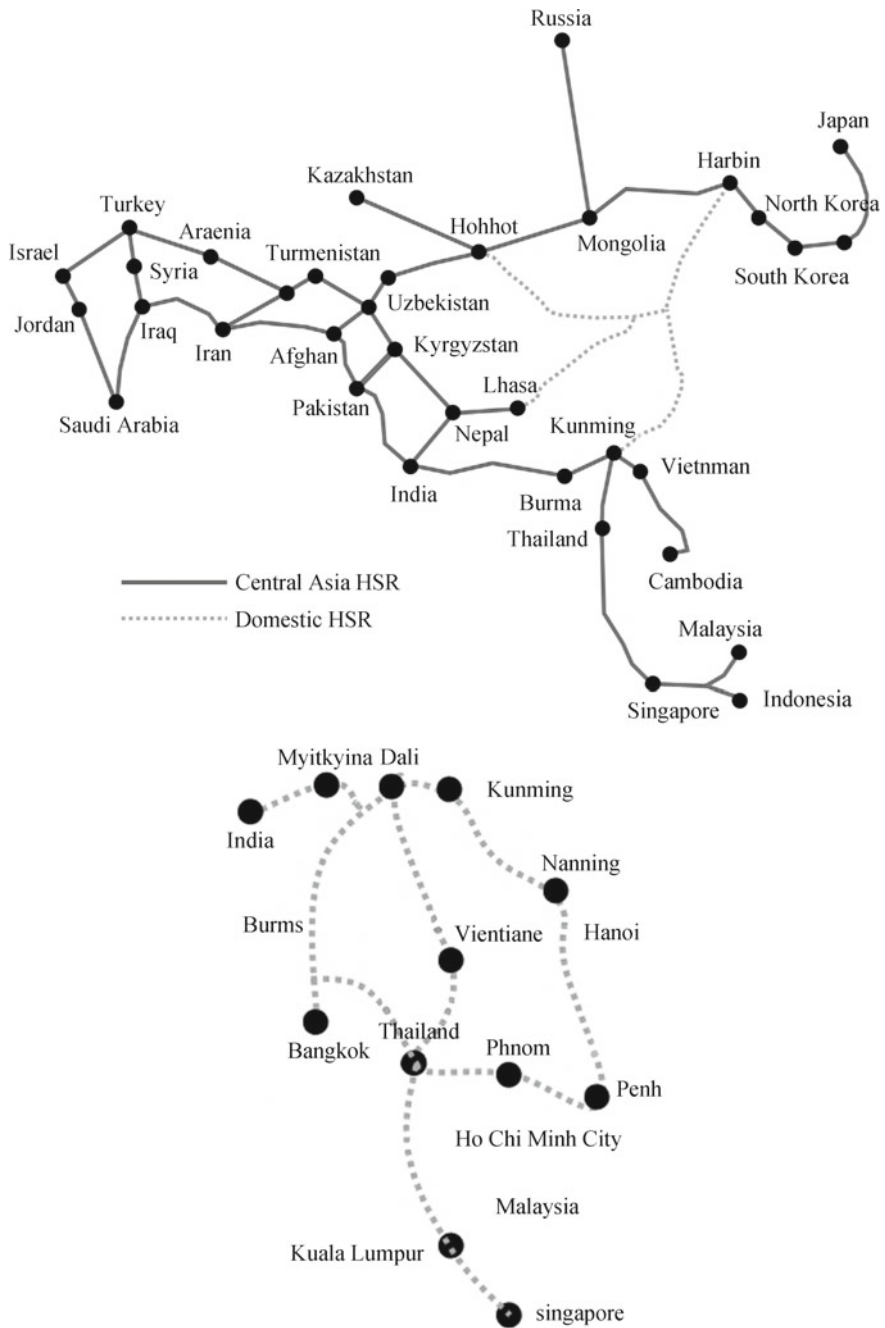 Russia
Japan
Harbin
Kazakhstan
North Korea
Turkey
Hohhot
Araenia
Mongolia
Israel
Turmenistan
South Korea
Syria
Uzbekistan
Jordan
Iraq
Iran
Afghan
Kyrgyzstan
Lhasa
Pakistan
Saudi Arabia
Nepal
Kunming
India
Vietnman
Burma
Thailand
Central Asia HSR
Cambodia
Domestic HSR
Malaysia
Singapore
Indonesia
Myitkyina
Dali
Kunming
India
Nanning
Burms
Vientiane
Hanoi
Thailand
Bangkok
Phnom
Penh
Ho Chi Minh City
Malaysia
Kuala Lumpur
singapore